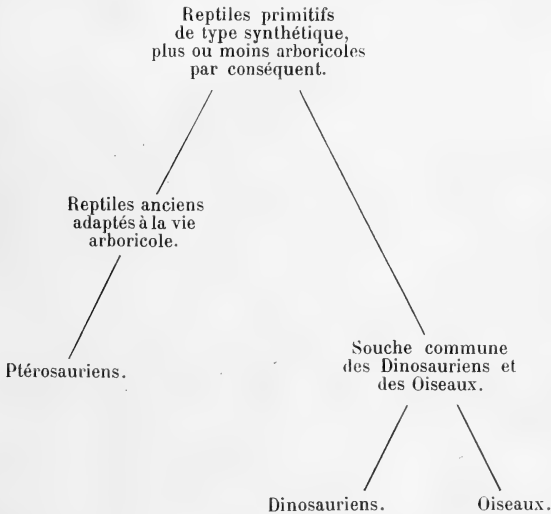 Reptiles primitifs
de type synthétique,
plus ou moins arboricoles
par conséquent.
Reptiles anciens
adaptés à la vie
arboricole.
Ptérosauriens.
Souche commune
des Dinosauriens et
des Oiseaux.
Dinosauriens.
Oiseaux.